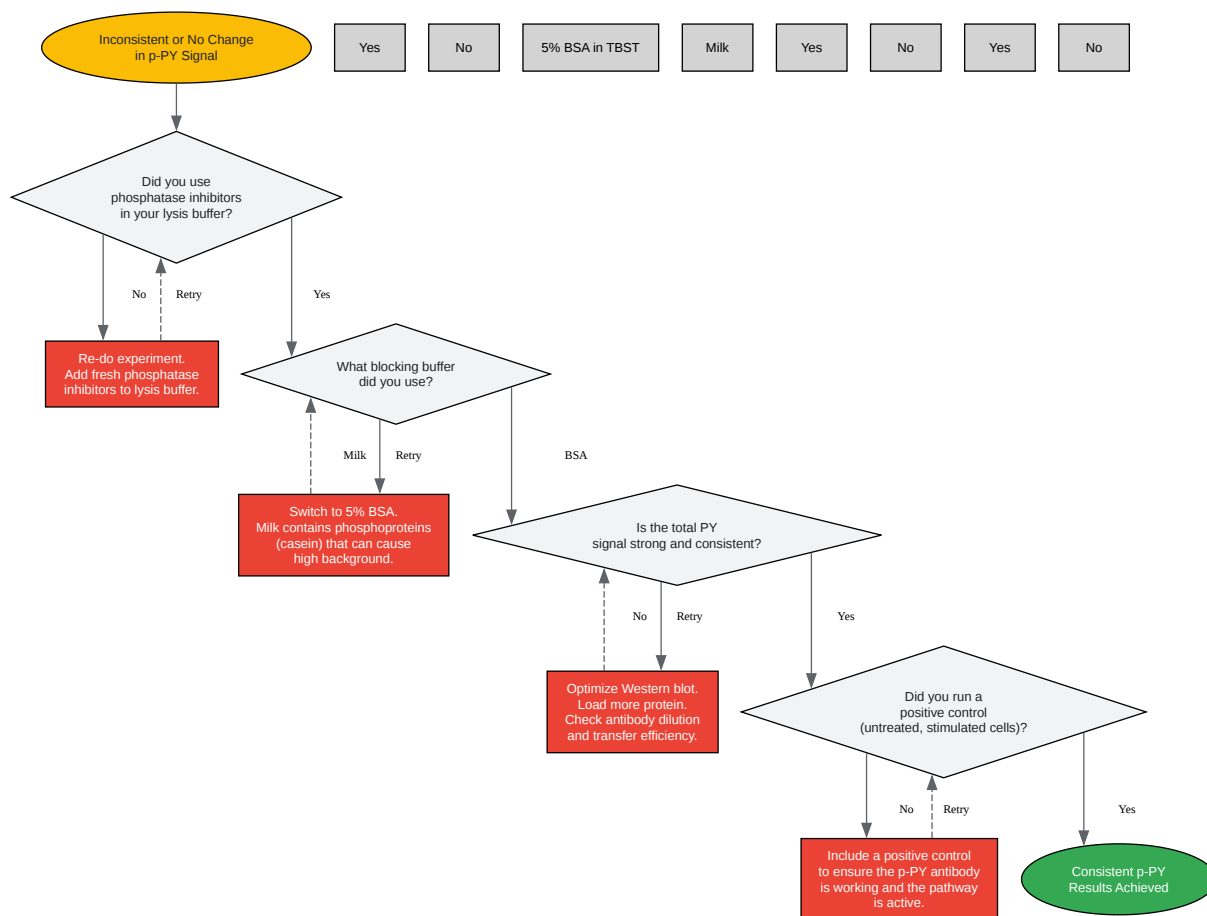 Inconsistent or No Change
in p-PY Signal
Yes
No
5% BSA in TBST
Milk
Yes
No
Yes
No
Did you use
phosphatase inhibitors
in your lysis buffer?
No
Retry
Yes
Re-do experiment.
Add fresh phosphatase
inhibitors to lysis buffer.
What blocking buffer
did you use?
Milk
Retry
BSA
Switch to 5% BSA.
Milk contains phosphoproteins
(casein) that can cause
high background.
Is the total PY
signal strong and consistent?
No
Retry
Yes
Optimize Western blot.
Load more protein.
Check antibody dilution
and transfer efficiency.
Did you run a
positive control
(untreated, stimulated cells)?
No
Retry
Yes
Include a positive control
to ensure the p-PY antibody
is working and the pathway
is active.
Consistent p-PY
Results Achieved